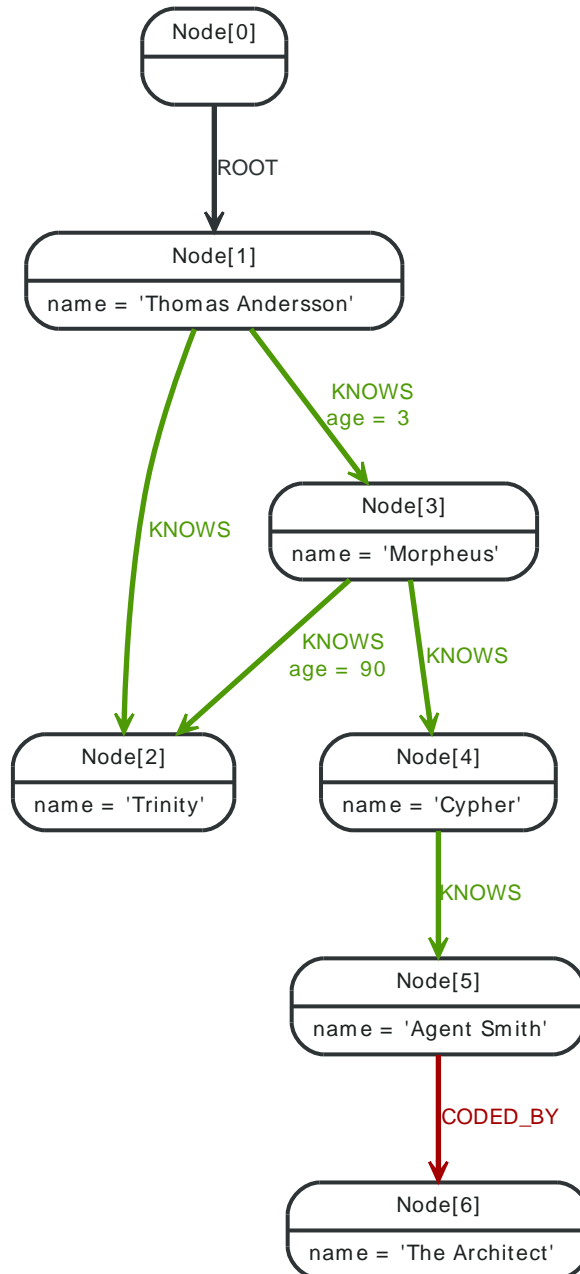 Node[0]
ROOT
Node[1]
name = 'Thomas Andersson'
KNOWS
age = 3
Node[3]
name = 'Morpheus'
KNOWS
KNOWS
age = 90
KNOWS
Node[2]
name = 'Trinity'
Node[4]
name = 'Cypher'
KNOWS
Node[5]
name = 'Agent Smith'
CODED_BY
Node[6]
name = 'The Architect'